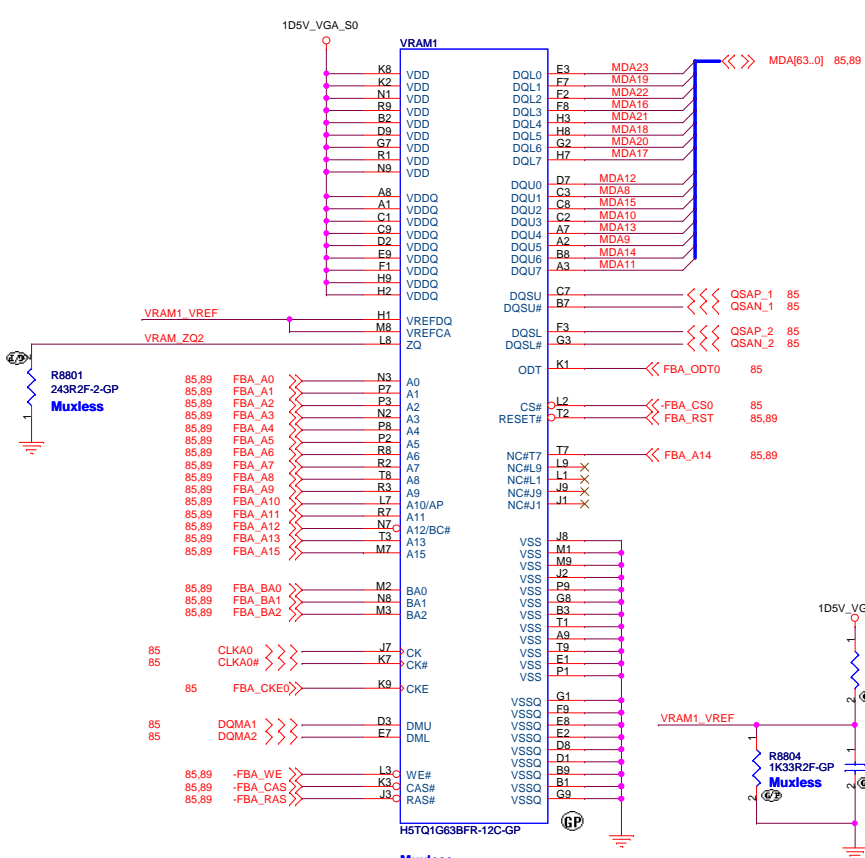 1D5V_VGA_S0
VRAM1
K8 VDD
K2 VDD
N1 VDD
R9 VDD
B2 VDD
D9 VDD
G7 VDD
R1 VDD
N9 VDD
A8 VDDQ
A1 VDDQ
C1 VDDQ
C9 VDDQ
D2 VDDQ
E9 VDDQ
F1 VDDQ
H9 VDDQ
H2 VDDQ
VRAM1_VREF H1 VREFDQ
M8 VREFCA
VRAM_ZQ2 L8 ZQ
2
R8801
243R2F-2-GP
Muxless
1
85,89 FBA_A0 N3 A0
85,89 FBA_A1 P7 A1
85,89 FBA_A2 P3 A2
85,89 FBA_A3 N2 A3
85,89 FBA_A4 P8 A4
85,89 FBA_A5 P2 A5
85,89 FBA_A6 R8 A6
85,89 FBA_A7 R2 A7
85,89 FBA_A8 T8 A8
85,89 FBA_A9 R3 A9
85,89 FBA_A10 L7 A10/AP
85,89 FBA_A11 R7 A11
85,89 FBA_A12 N7 A12/BC#
85,89 FBA_A13 T3 A13
85,89 FBA_A15 M7 A15
85,89 FBA_BA0 M2 BA0
85,89 FBA_BA1 N8 BA1
85,89 FBA_BA2 M3 BA2
85 CLKA0 J7 CK
85 CLKA0# K7 CK#
85 FBA_CKE0 K9 CKE
85 DQMA1 D3 DMU
85 DQMA2 E7 DML
85,89 -FBA_WE L3 WE#
85,89 -FBA_CAS K3 CAS#
85,89 -FBA_RAS J3 RAS#
DQL0 E3 MDA23
DQL1 F7 MDA19
DQL2 F2 MDA22
DQL3 F8 MDA16
DQL4 H3 MDA21
DQL5 H8 MDA18
DQL6 G2 MDA20
DQL7 H7 MDA17
MDA[63..0] 85,89
DQU0 D7 MDA12
DQU1 C3 MDA8
DQU2 C8 MDA15
DQU3 C2 MDA10
DQU4 A7 MDA13
DQU5 A2 MDA9
DQU6 B8 MDA14
DQU7 A3 MDA11
DQSU C7 QSAP_1 85
DQSU# B7 QSAN_1 85
DQSL F3 QSAP_2 85
DQSL# G3 QSAN_2 85
ODT K1 FBA_ODT0 85
CS# L2 -FBA_CS0 85
RESET# T2 FBA_RST 85,89
NC#T7 T7 FBA_A14 85,89
NC#L9 L9
NC#L1 L1
NC#J9 J9
NC#J1 J1
VSS J8
VSS M1
VSS M9
VSS J2
VSS P9
VSS G8
VSS B3
VSS T1
VSS A9
VSS T9
VSS E1
VSS P1
VSSQ G1
VSSQ F9
VSSQ E8
VSSQ E2
VSSQ D8
VSSQ D1
VSSQ B9
VSSQ B1
VSSQ G9
H5TQ1G63BFR-12C-GP
GP
Muxless
1D5V_VG
1
2
VRAM1_VREF
1
R8804
1K33R2F-GP
Muxless
2
1
2